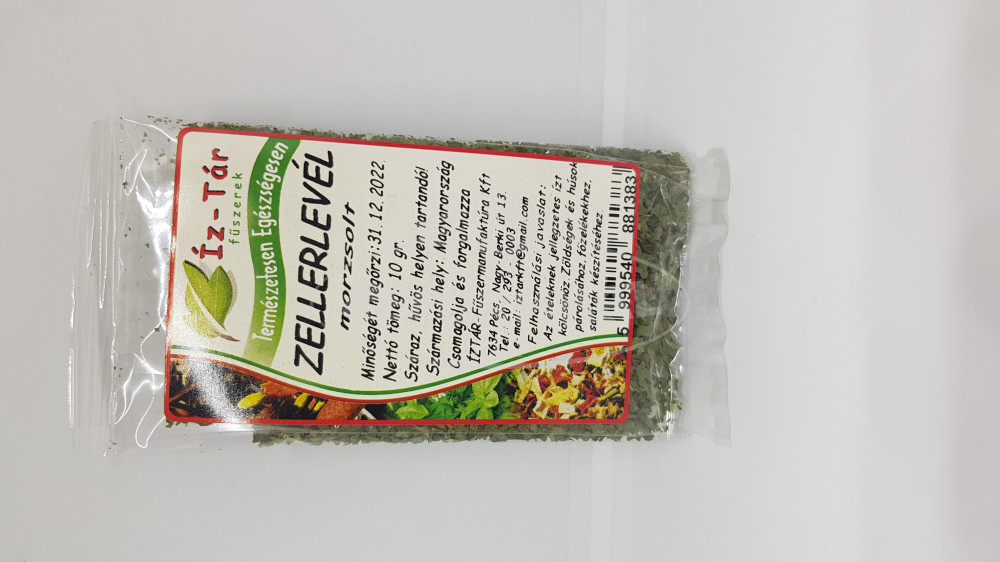 Íz-Tár
fűszerek
Természetesen Egészségesen
ZELLERLEVÉL
morzsolt
Minőségét megőrzi:31.12.2022.
Nettó tömeg: 10 gr.
Száraz, hűvös helyen tartandó!
Származási hely: Magyarország
Csomagolja és forgalmazza
ÍZTÁR-Fűszermanufaktúra Kft
7634 Pécs, Nagy Berki út 13.
Tel.: 20 / 293 - 0003
e-mail: iztarkft@gmail.com
Felhasználási javaslat:
Az ételeknek jellegzetes ízt
kölcsönöz. Zöldségek és húsok
párolásához, főzelékekhez,
saláták készítéséhez
5 999540 881383